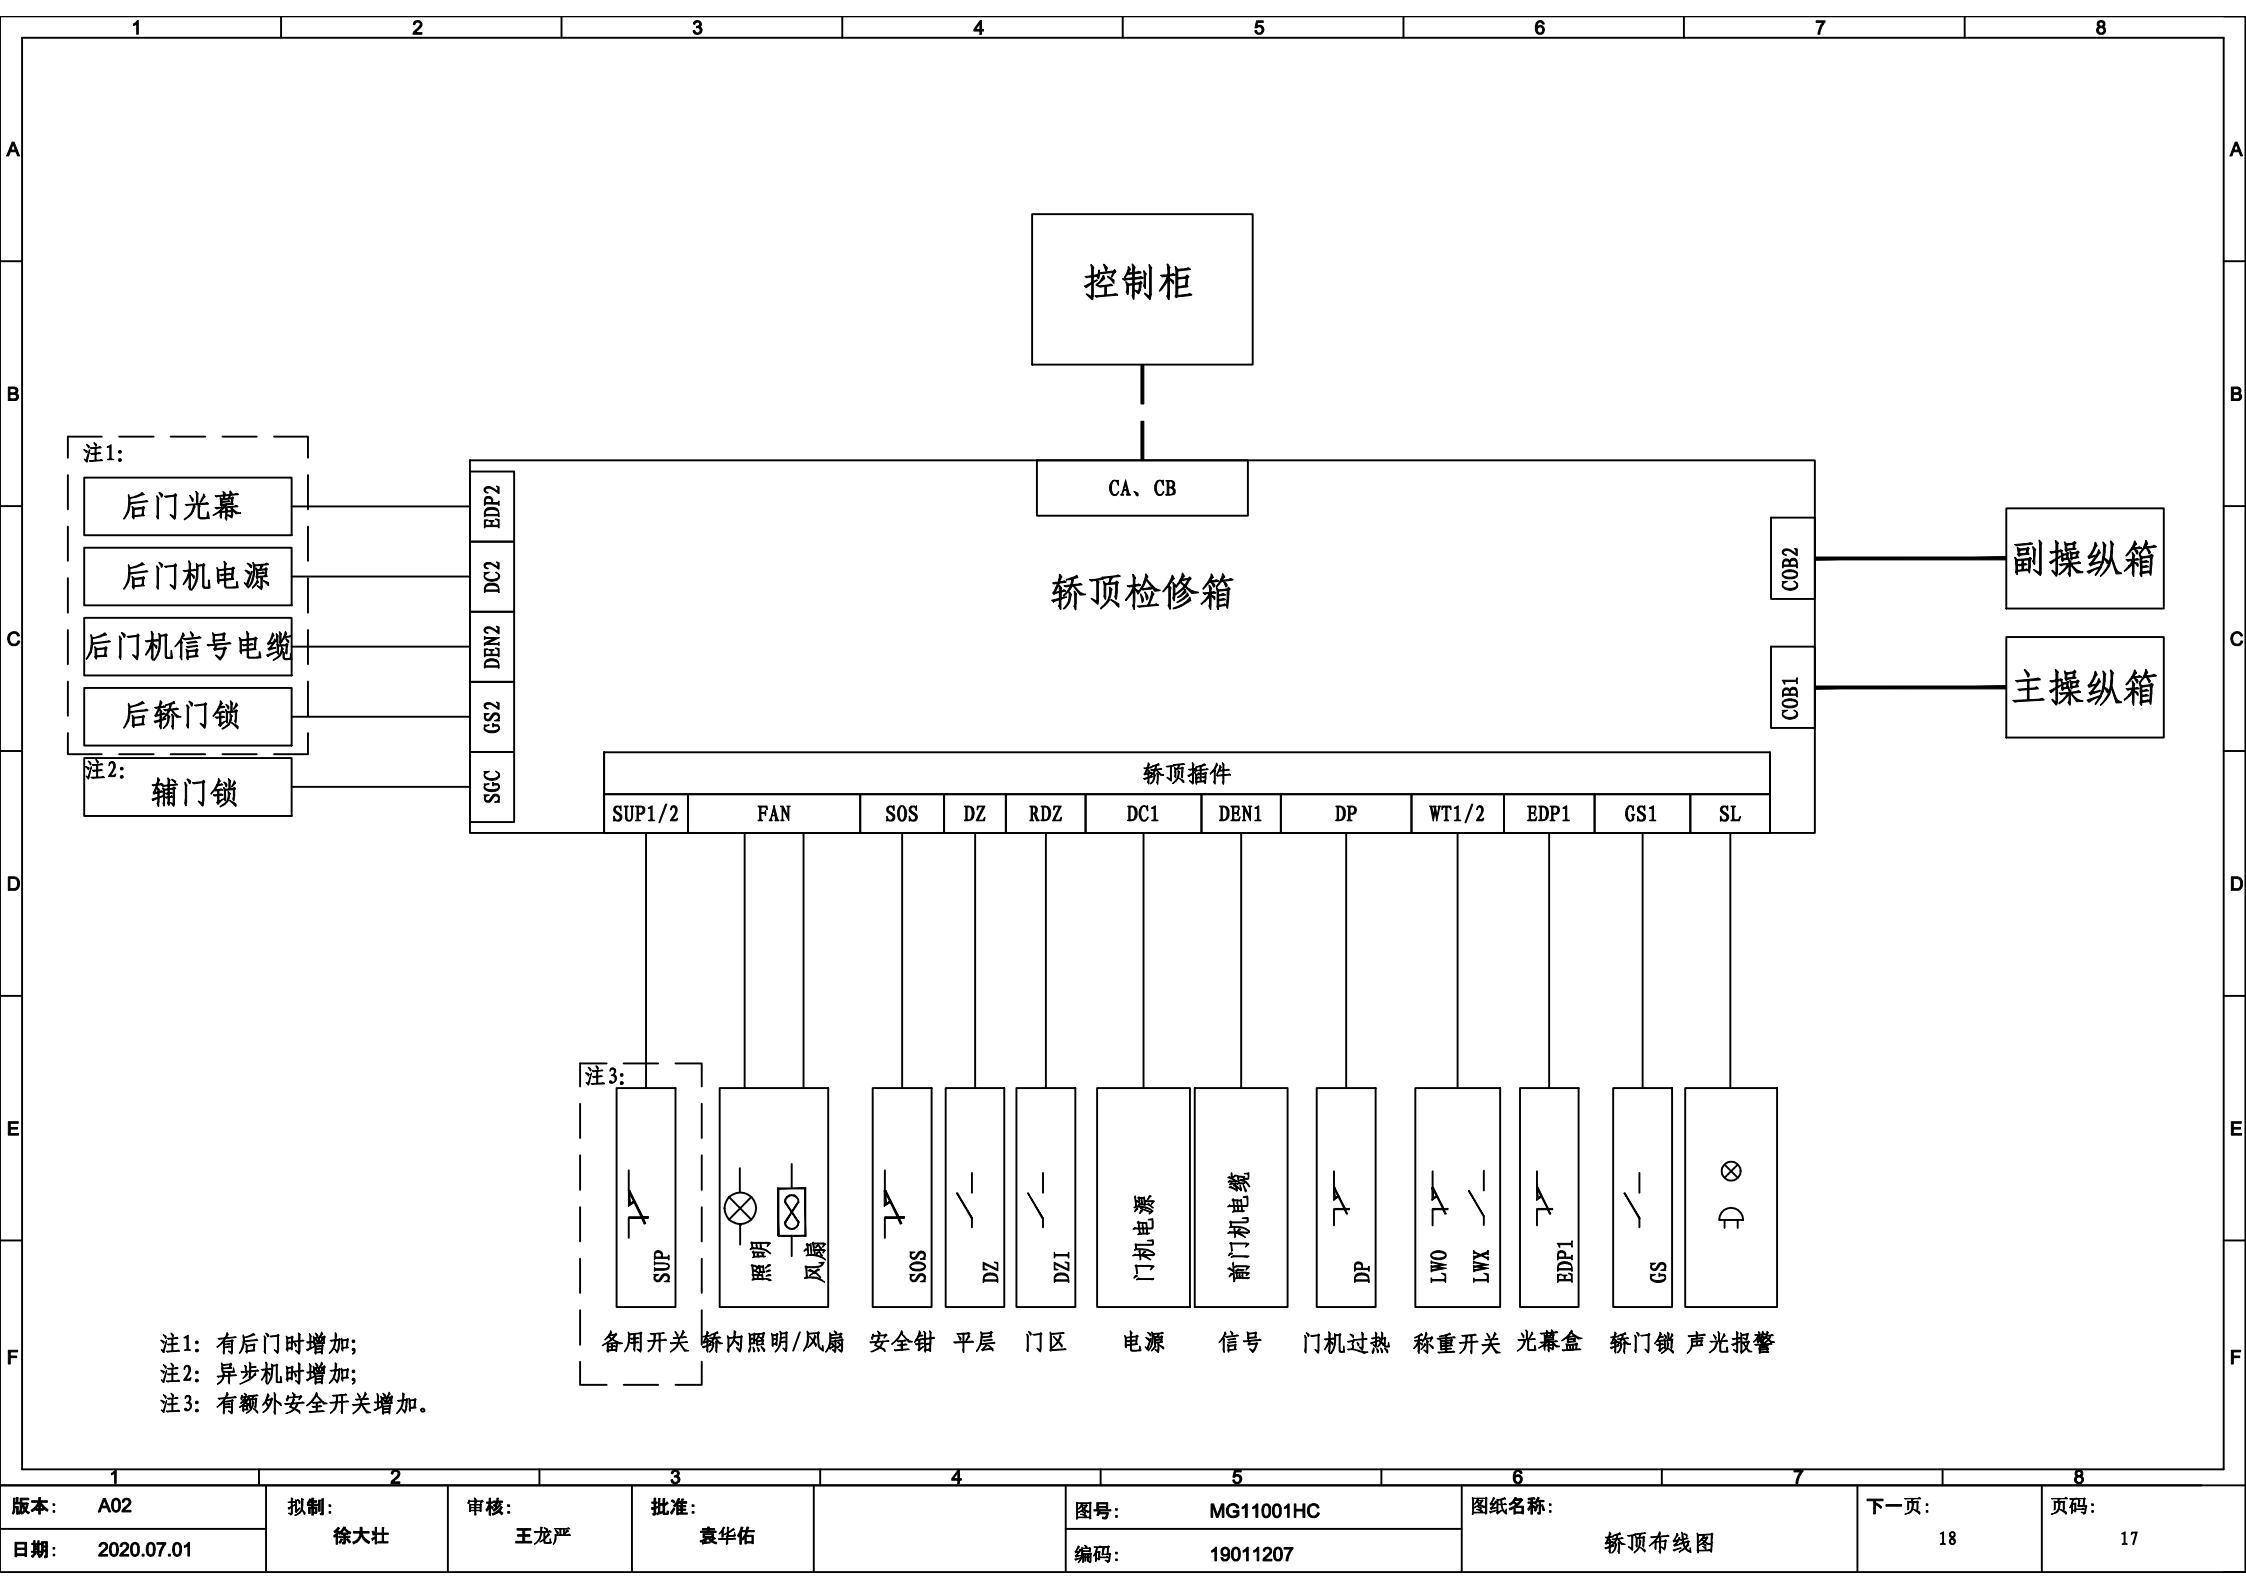 1 2 3 4 5 6 7 8
A A
B B
C C
D D
E E
F F
控制柜
CA、CB
轿顶检修箱
注1:
后门光幕 EDP2
后门机电源 DC2
后门机信号电缆 DEN2
后轿门锁 GS2
注2:
辅门锁 SGC
COB2 副操纵箱
COB1 主操纵箱
轿顶插件
SUP1/2 FAN SOS DZ RDZ DC1 DEN1 DP WT1/2 EDP1 GS1 SL
注3:
SUP 照明 风扇 SOS DZ DZI 门机电源 前门机电缆 DP LWO LWX EDP1 GS
备用开关 轿内照明/风扇 安全钳 平层 门区 电源 信号 门机过热 称重开关 光幕盒 轿门锁 声光报警
注1: 有后门时增加;
注2: 异步机时增加;
注3: 有额外安全开关增加。
1 2 3 4 5 6 7 8
版本: A02 拟制: 徐大壮 审核: 王龙严 批准: 袁华佑 图号: MG11001HC 图纸名称: 轿顶布线图 下一页: 18 页码: 17
日期: 2020.07.01 编码: 19011207